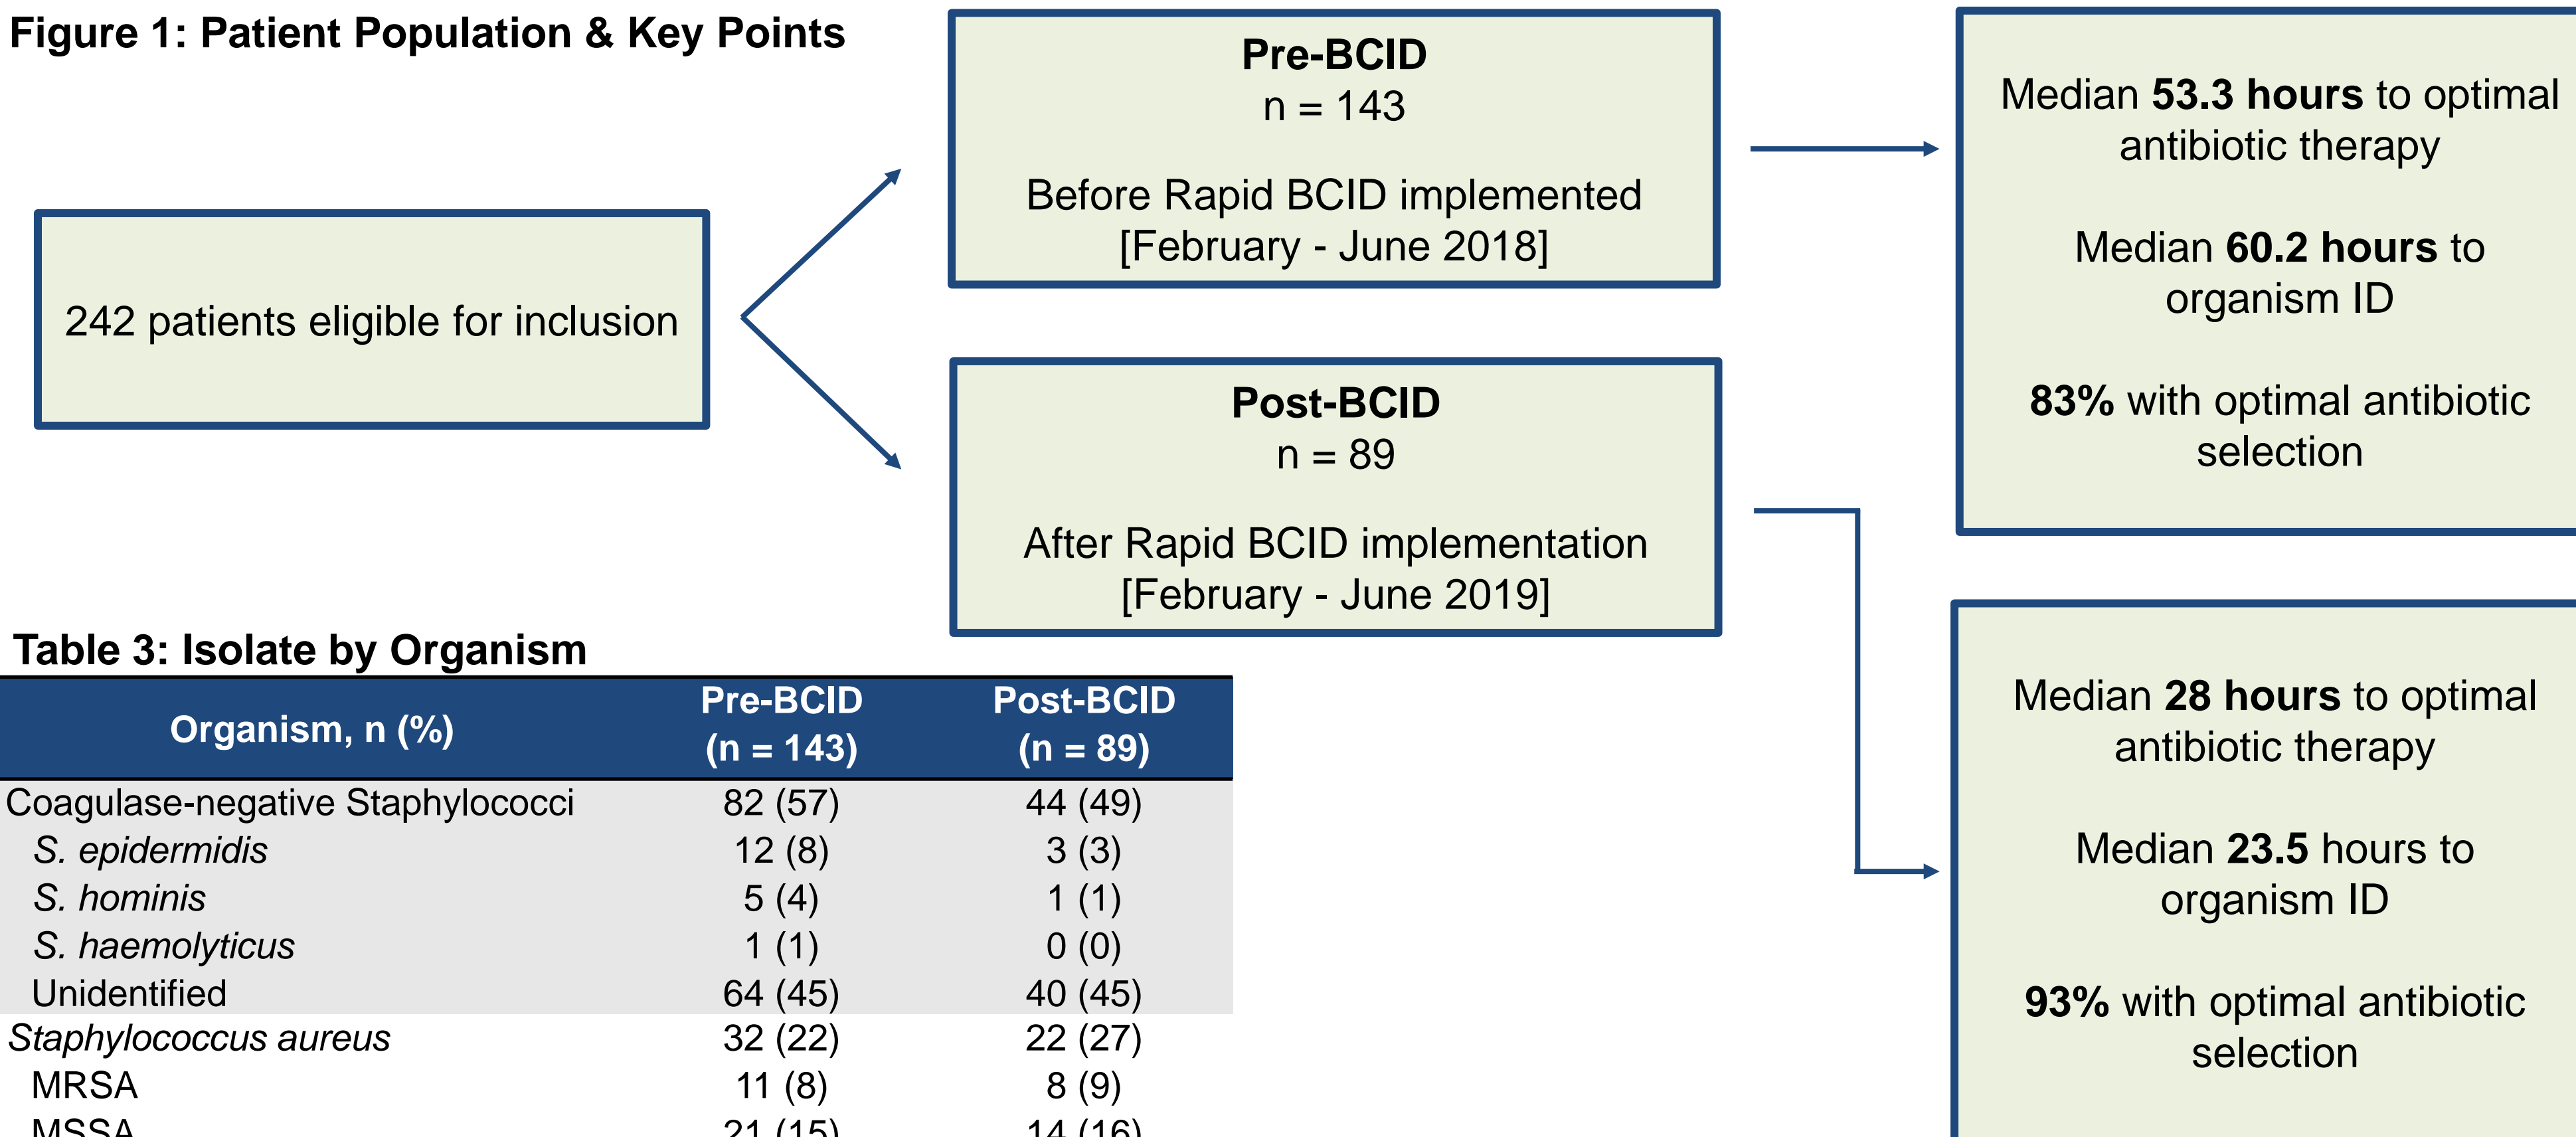 Figure 1: Patient Population & Key Points
242 patients eligible for inclusion
Pre-BCID
n = 143
Before Rapid BCID implemented
[February - June 2018]
Median 53.3 hours to optimal
antibiotic therapy
Median 60.2 hours to
organism ID
83% with optimal antibiotic
selection
Post-BCID
n = 89
After Rapid BCID implementation
[February - June 2019]
Median 28 hours to optimal
antibiotic therapy
Median 23.5 hours to
organism ID
93% with optimal antibiotic
selection
Table 3: Isolate by Organism
Organism, n (%) Pre-BCID (n = 143) Post-BCID (n = 89)
Coagulase-negative Staphylococci 82 (57) 44 (49)
S. epidermidis 12 (8) 3 (3)
S. hominis 5 (4) 1 (1)
S. haemolyticus 1 (1) 0 (0)
Unidentified 64 (45) 40 (45)
Staphylococcus aureus 32 (22) 22 (27)
MRSA 11 (8) 8 (9)
MSSA 21 (15) 14 (16)